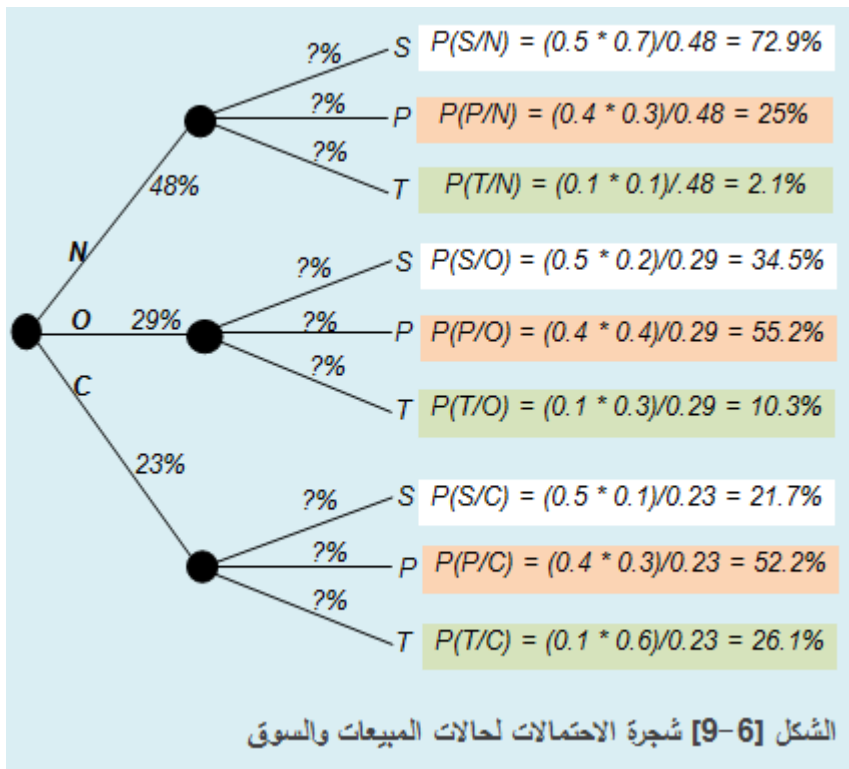 ?% S P(S/N) = (0.5 * 0.7)/0.48 = 72.9%
?% P P(P/N) = (0.4 * 0.3)/0.48 = 25%
?% T P(T/N) = (0.1 * 0.1)/.48 = 2.1%
48%
N
?% S P(S/O) = (0.5 * 0.2)/0.29 = 34.5%
O 29% ?% P P(P/O) = (0.4 * 0.4)/0.29 = 55.2%
?% T P(T/O) = (0.1 * 0.3)/0.29 = 10.3%
C
23%
?% S P(S/C) = (0.5 * 0.1)/0.23 = 21.7%
?% P P(P/C) = (0.4 * 0.3)/0.23 = 52.2%
?% T P(T/C) = (0.1 * 0.6)/0.23 = 26.1%
الشكل [6-9] شجرة الاحتمالات لحالات المبيعات والسوق